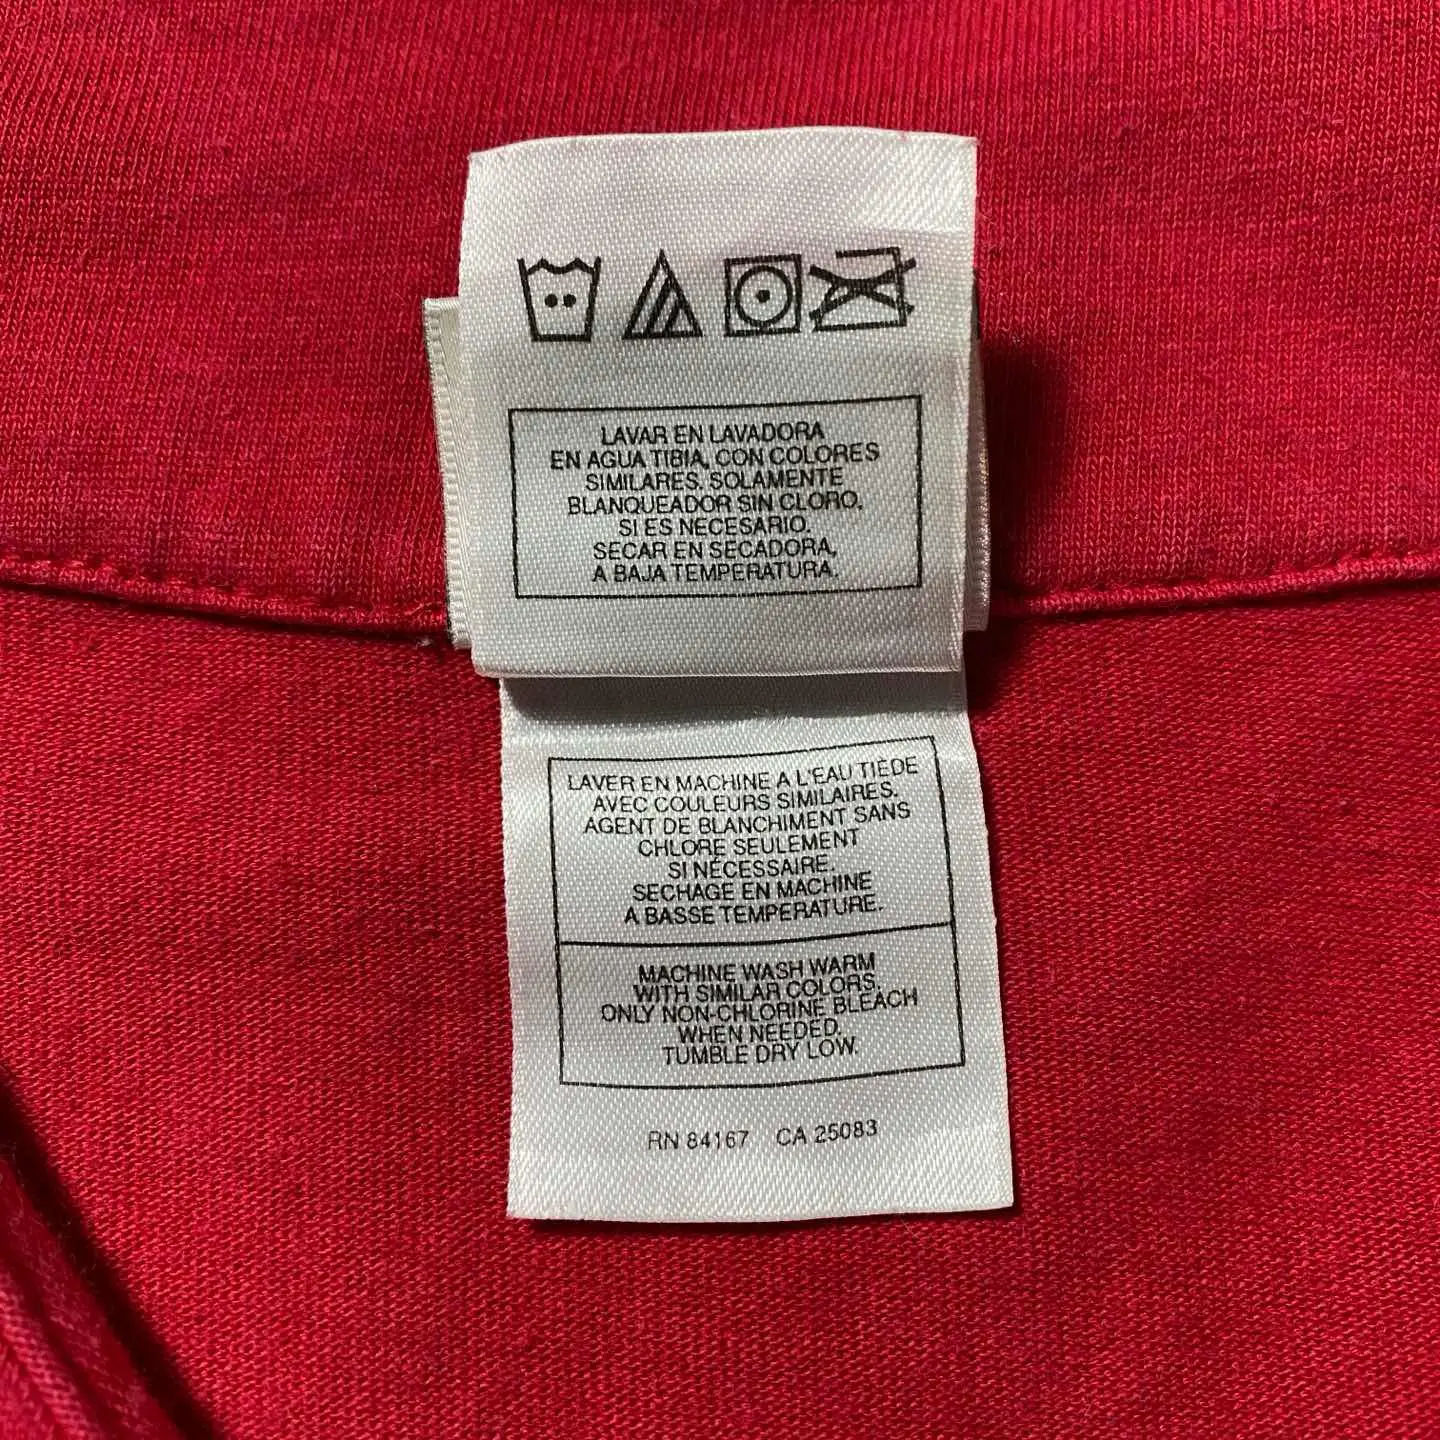 LAVAR EN LAVADORA
EN AGUA TIBIA, CON COLORES
SIMILARES. SOLAMENTE
BLANQUEADOR SIN CLORO,
SI ES NECESARIO.
SECAR EN SECADORA,
A BAJA TEMPERATURA.
LAVER EN MACHINE A L'EAU TIÈDE
AVEC COULEURS SIMILAIRES.
AGENT DE BLANCHIMENT SANS
CHLORE SEULEMENT
SI NÉCESSAIRE.
SECHAGE EN MACHINE
A BASSE TEMPERATURE.
MACHINE WASH WARM
WITH SIMILAR COLORS.
ONLY NON-CHLORINE BLEACH
WHEN NEEDED.
TUMBLE DRY LOW.
RN 84167 CA 25083